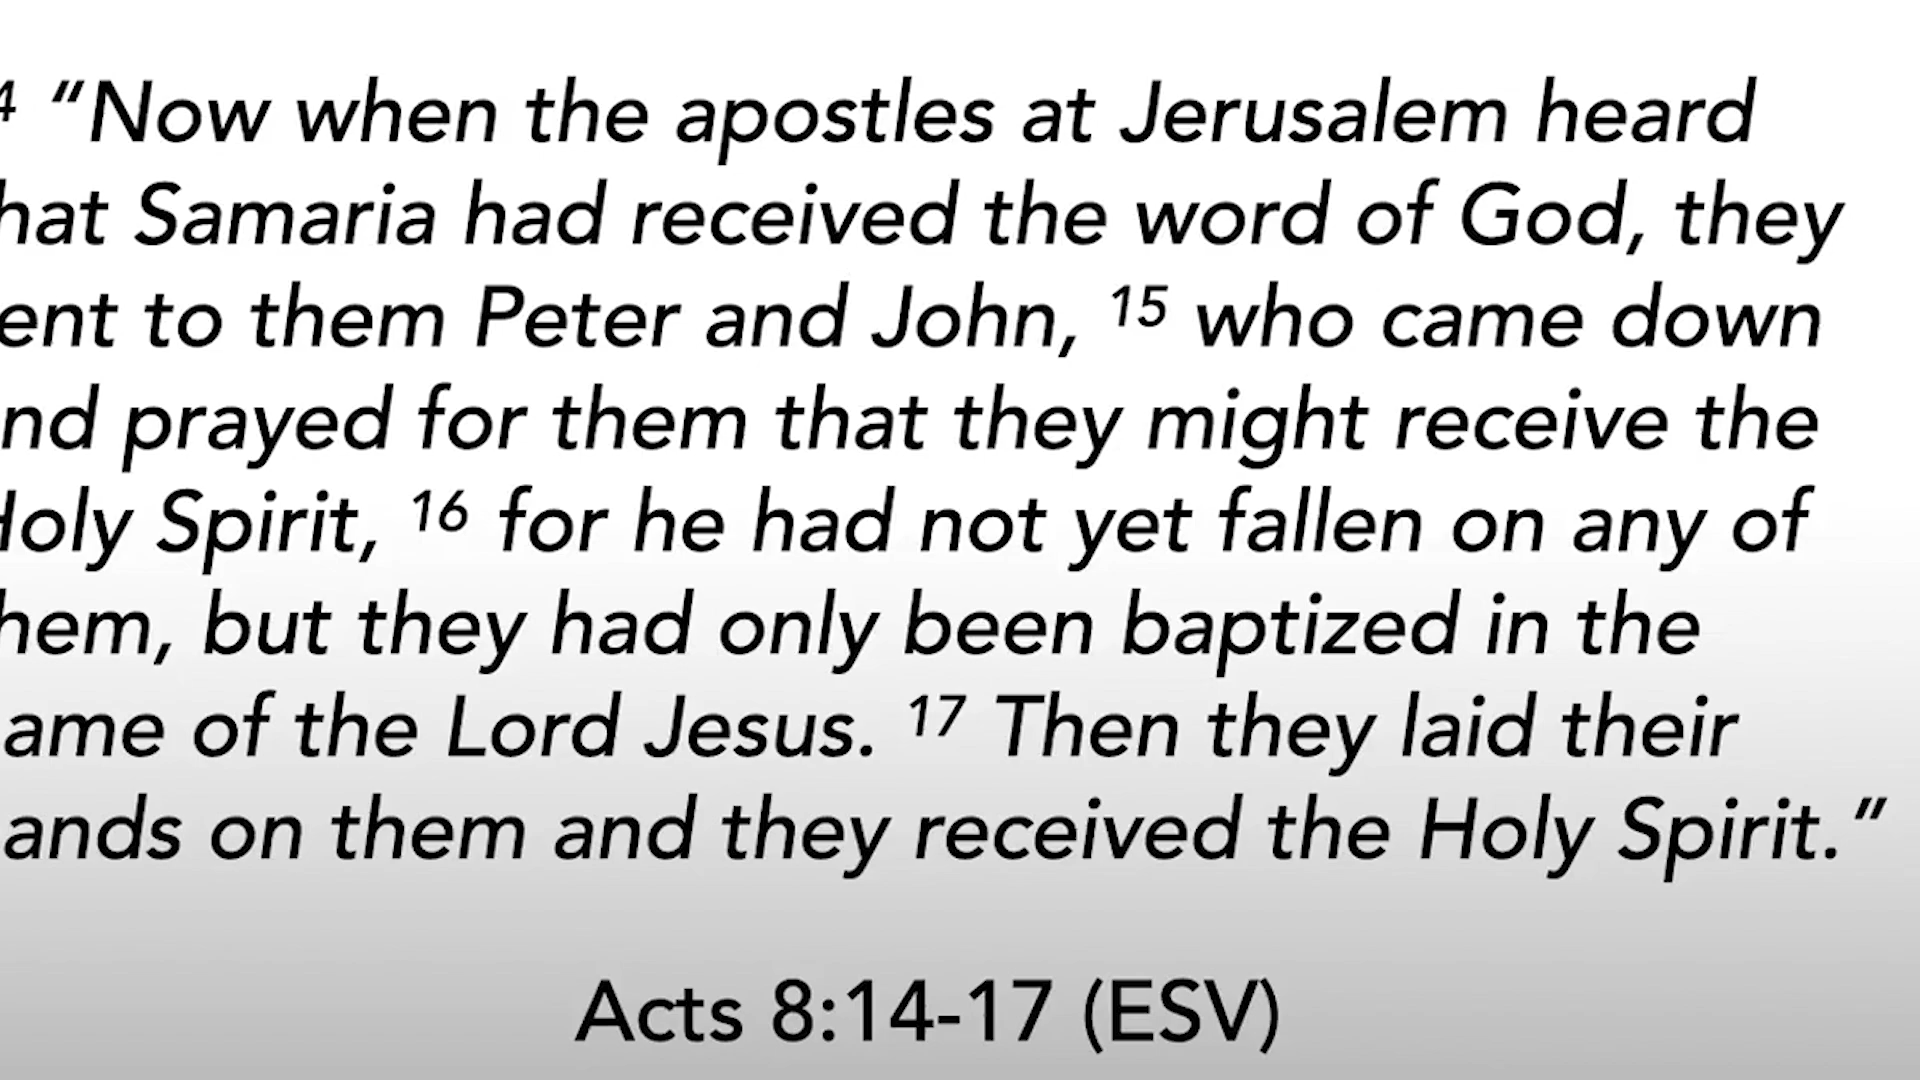 4 “Now when the apostles at Jerusalem heard
hat Samaria had received the word of God, they
ent to them Peter and John, 15 who came down
nd prayed for them that they might receive the
Holy Spirit, 16 for he had not yet fallen on any of
hem, but they had only been baptized in the
ame of the Lord Jesus. 17 Then they laid their
ands on them and they received the Holy Spirit.”
Acts 8:14-17 (ESV)